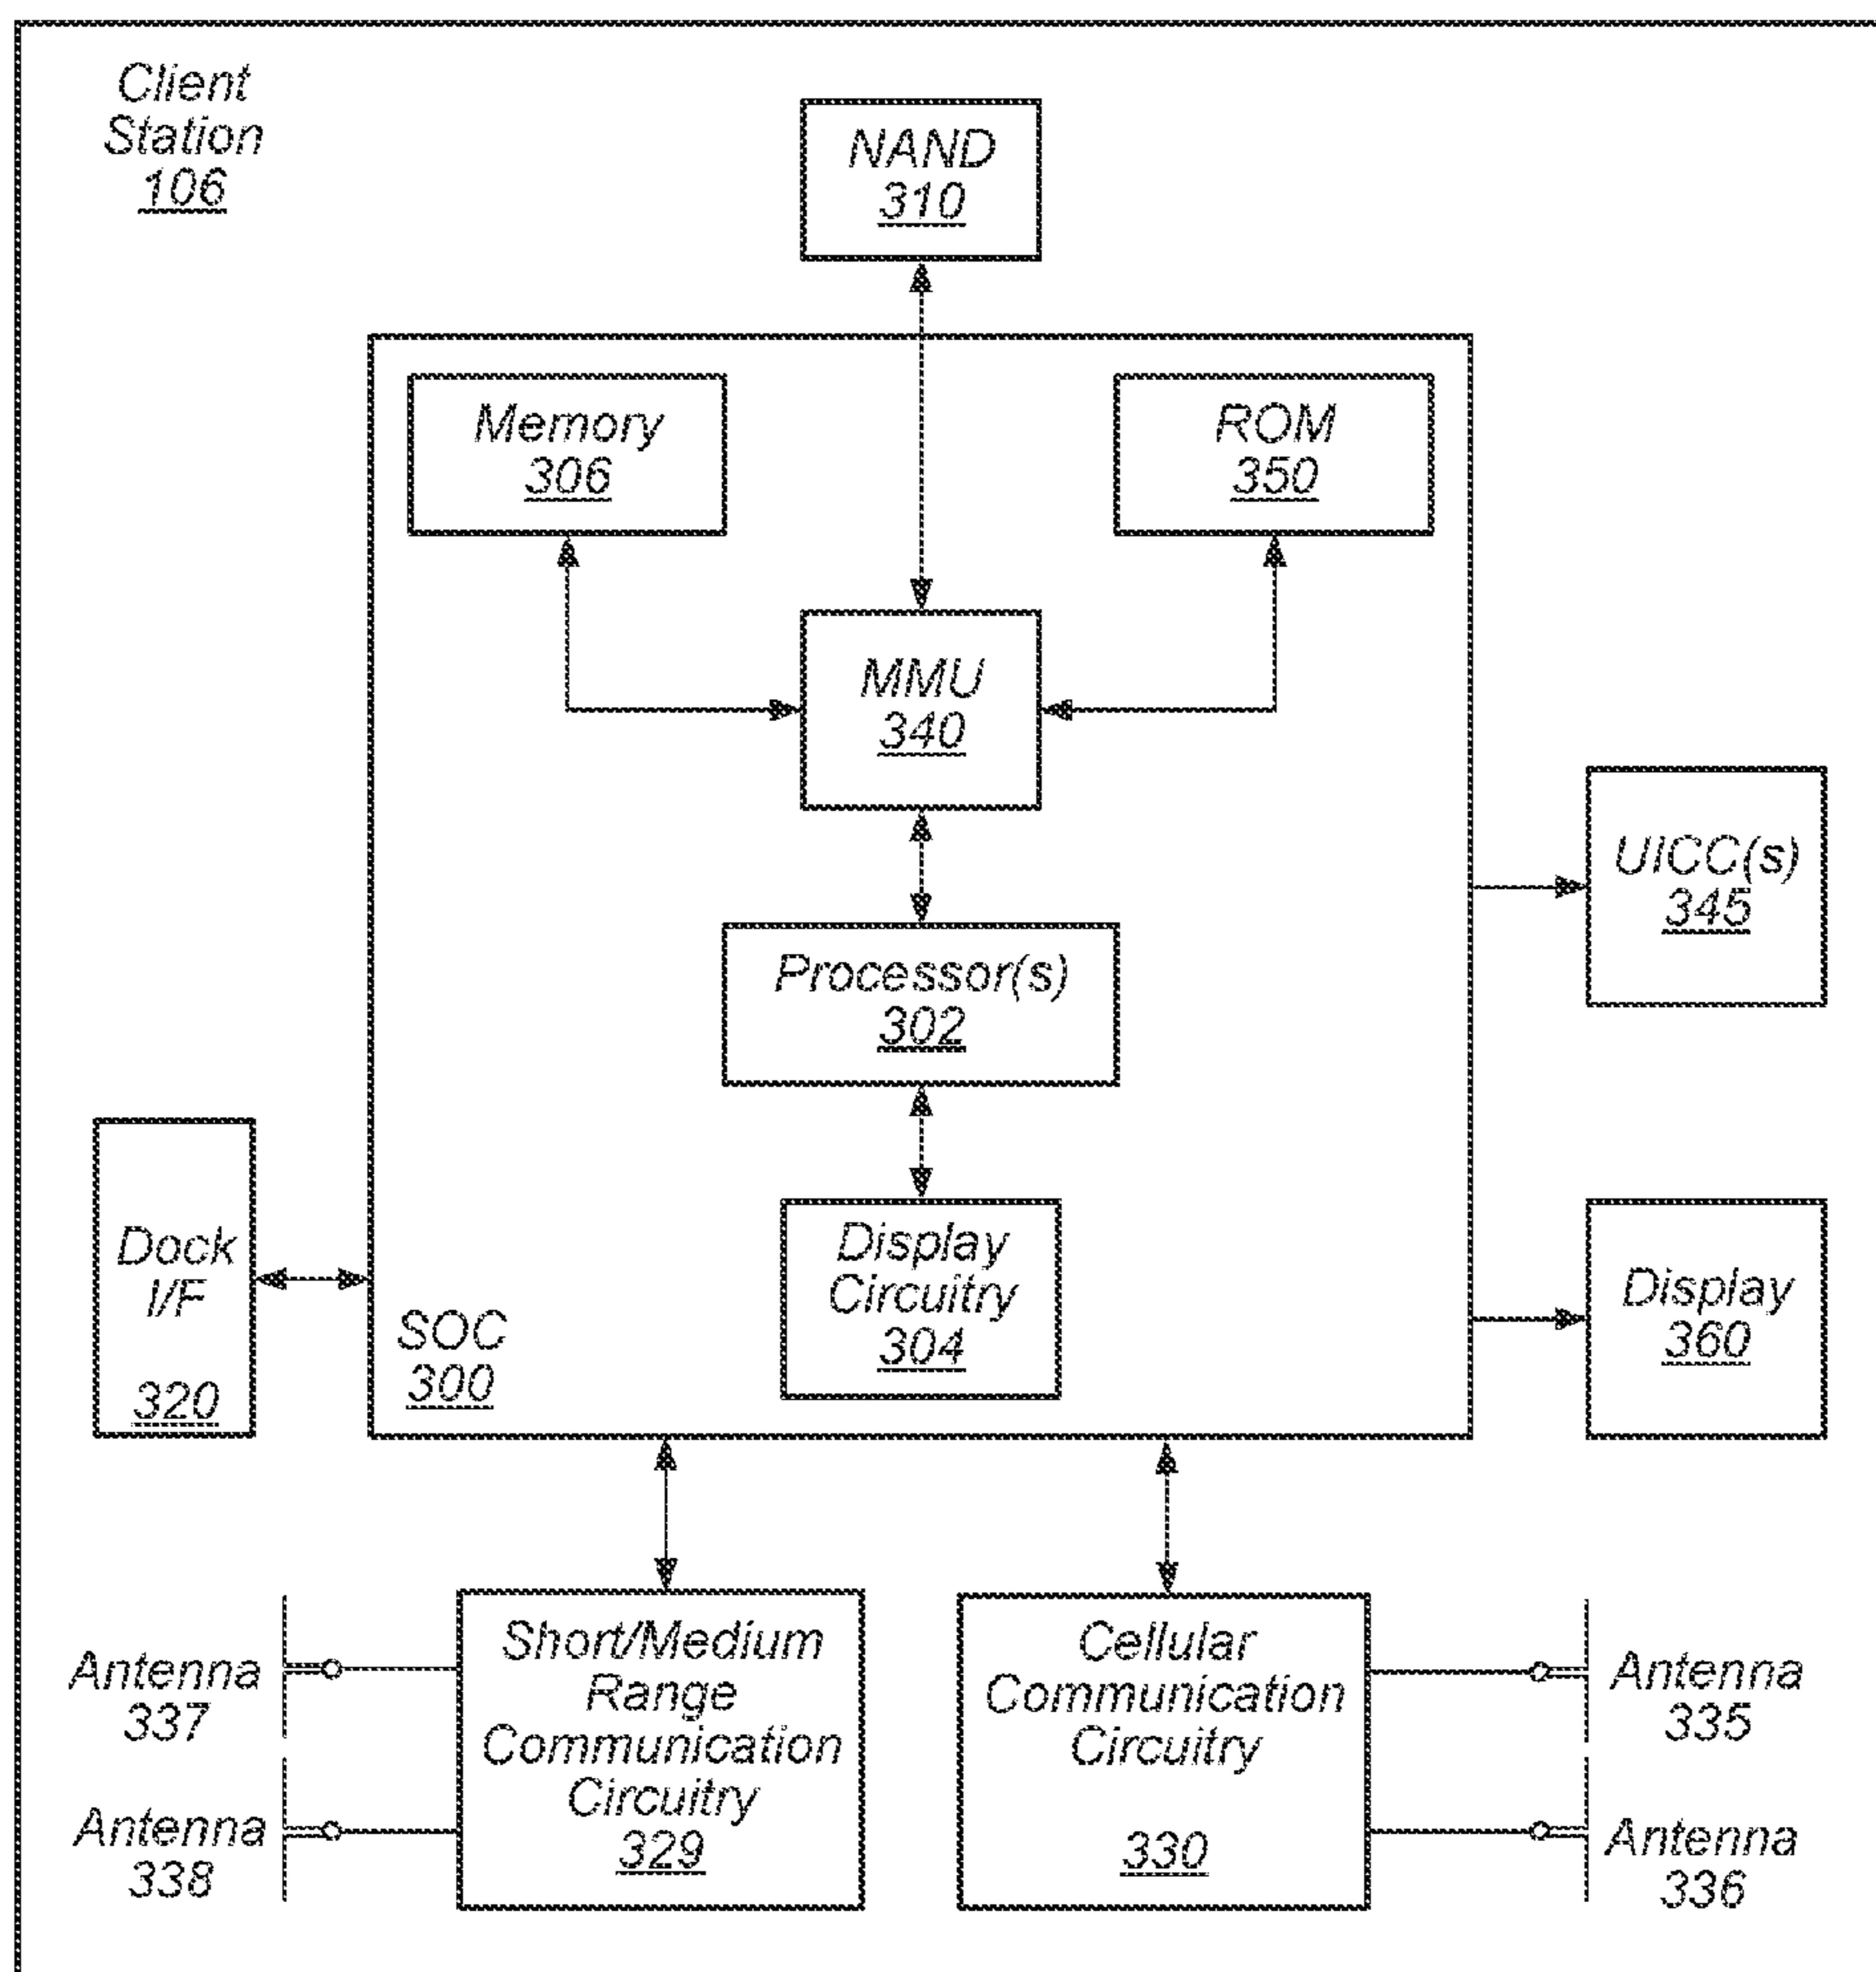 Client
Station
106
NAND
310
Memory
306
ROM
350
MMU
340
UICC(s)
345
Processor(s)
302
Dock
I/F
320
SOC
300
Display
Circuitry
304
Display
360
Antenna
337
Antenna
338
Short/Medium
Range
Communication
Circuitry
329
Cellular
Communication
Circuitry
330
Antenna
335
Antenna
336